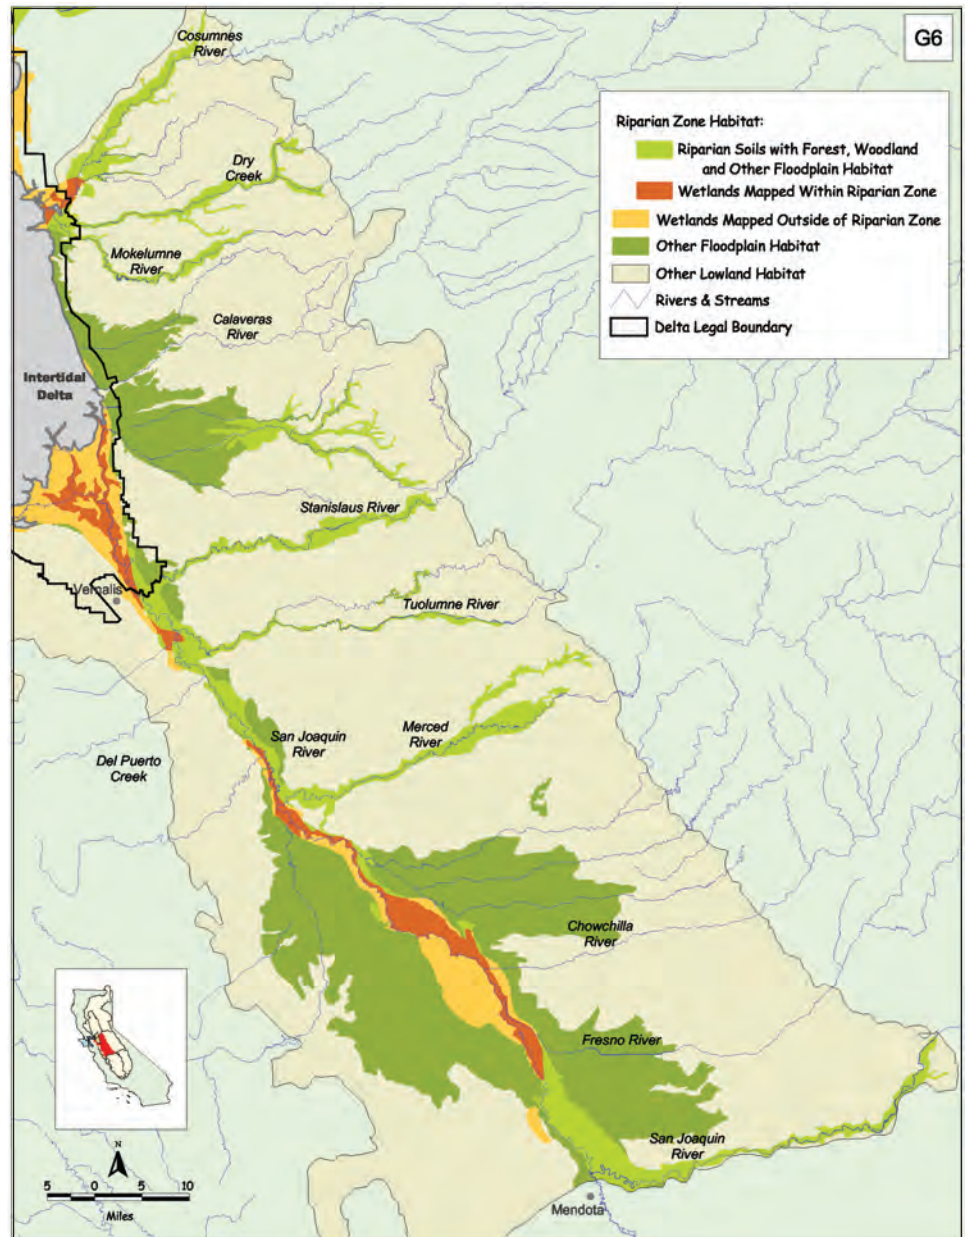 G6
Cosumnes
River
Riparian Zone Habitat:
Riparian Soils with Forest, Woodland
and Other Floodplain Habitat
Wetlands Mapped Within Riparian Zone
Wetlands Mapped Outside of Riparian Zone
Other Floodplain Habitat
Other Lowland Habitat
Rivers & Streams
Delta Legal Boundary
Dry
Creek
Mokelumne
River
Calaveras
River
Intertidal
Delta
Stanislaus River
Vernalis
Tuolumne River
San Joaquin
River
Merced
River
Del Puerto
Creek
Chowchilla
River
Fresno River
San Joaquin
River
Mendota
N
5 0 5 10
Miles